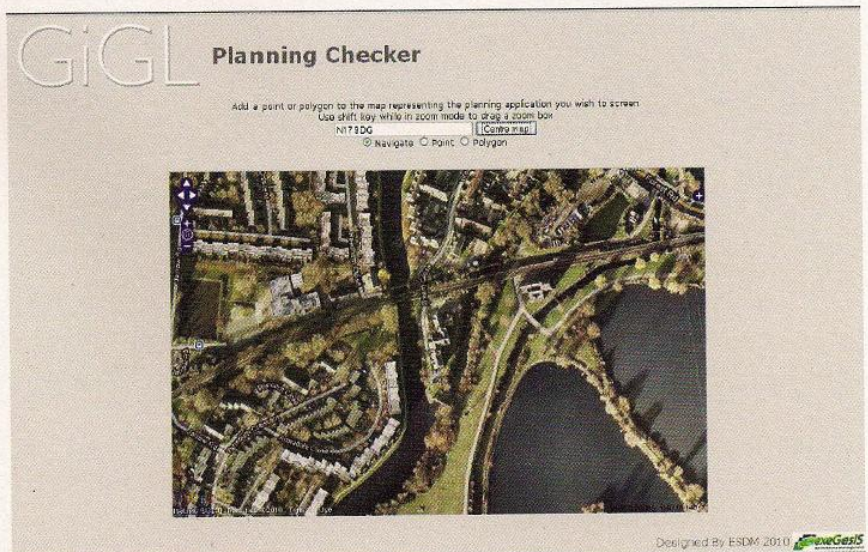 GiGL
Planning Checker
Add a point or polygon to the map representing the planning application you wish to screen
Use shift key while in zoom mode to drag a zoom box
N179DG Centre map
Navigate Point Polygon
Designed By ESDM 2010 exeGesIS